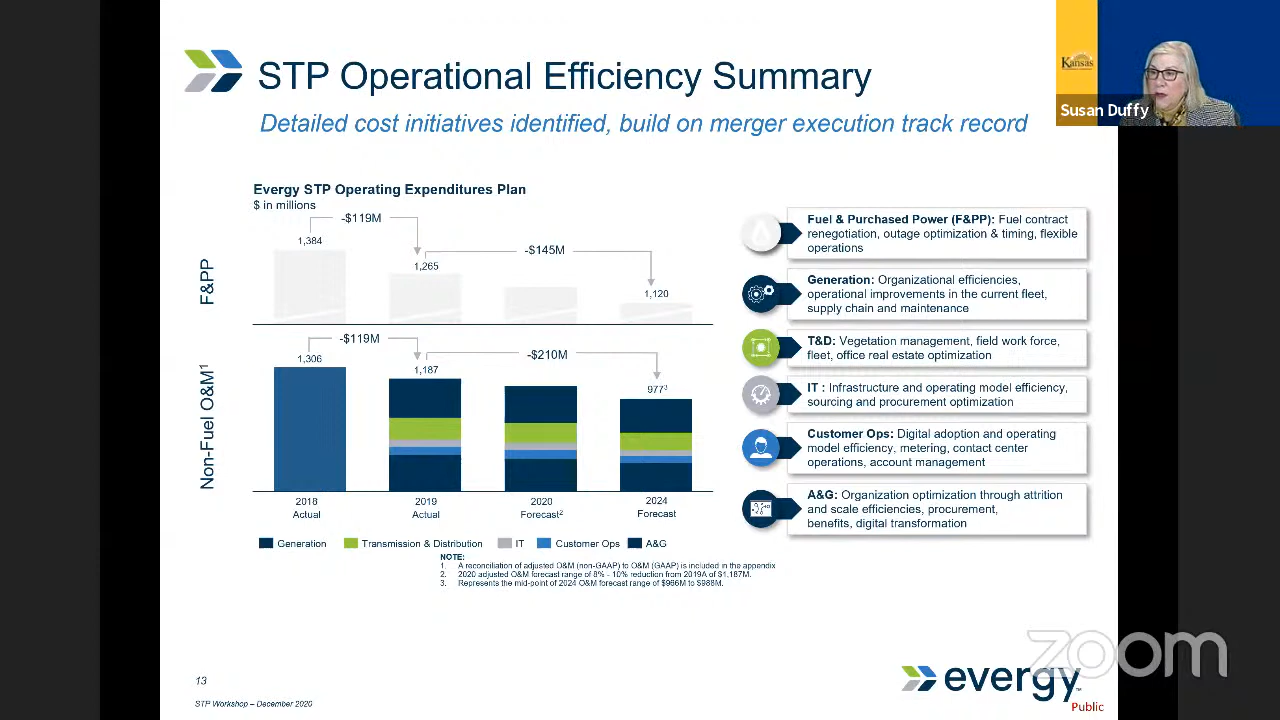 STP Operational Efficiency Summary
Detailed cost initiatives identified, build on merger execution track record
Kansas
Susan Duffy
Evergy STP Operating Expenditures Plan
$ in millions
F&PP
-$119M
1,384
1,265
-$145M
1,120
Non-Fuel O&M¹
-$119M
1,306
1,187
-$210M
977³
2018
Actual
2019
Actual
2020
Forecast²
2024
Forecast
Generation
Transmission & Distribution
IT
Customer Ops
A&G
NOTE:
1. A reconciliation of adjusted O&M (non-GAAP) to O&M (GAAP) is included in the appendix
2. 2020 adjusted O&M forecast range of 8% - 10% reduction from 2019A of $1,187M.
3. Represents the mid-point of 2024 O&M forecast range of $966M to $988M.
Fuel & Purchased Power (F&PP): Fuel contract
renegotiation, outage optimization & timing, flexible
operations
Generation: Organizational efficiencies,
operational improvements in the current fleet,
supply chain and maintenance
T&D: Vegetation management, field work force,
fleet, office real estate optimization
IT : Infrastructure and operating model efficiency,
sourcing and procurement optimization
Customer Ops: Digital adoption and operating
model efficiency, metering, contact center
operations, account management
A&G: Organization optimization through attrition
and scale efficiencies, procurement,
benefits, digital transformation
13
STP Workshop – December 2020
zoom
evergy
Public